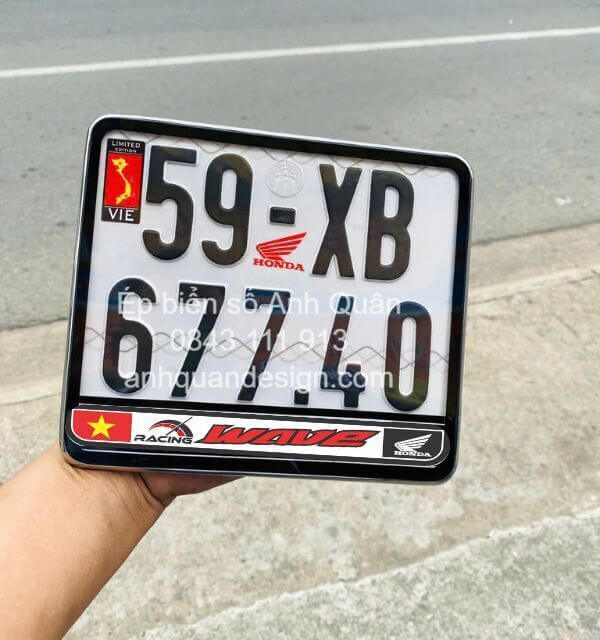 LIMITED
EDITION
VIE
59-XB
HONDA
677.40
Ép biển số Anh Quân
0343 111 913
anhquandesign.com
RACING wave HONDA